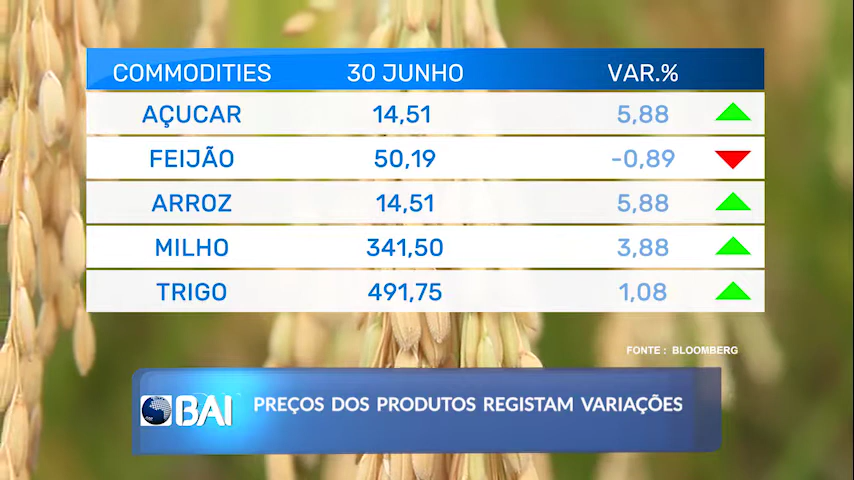 COMMODITIES 30 JUNHO VAR.%
AÇUCAR 14,51 5,88
FEIJÃO 50,19 -0,89
ARROZ 14,51 5,88
MILHO 341,50 3,88
TRIGO 491,75 1,08
FONTE : BLOOMBERG
BAI PREÇOS DOS PRODUTOS REGISTAM VARIAÇÕES